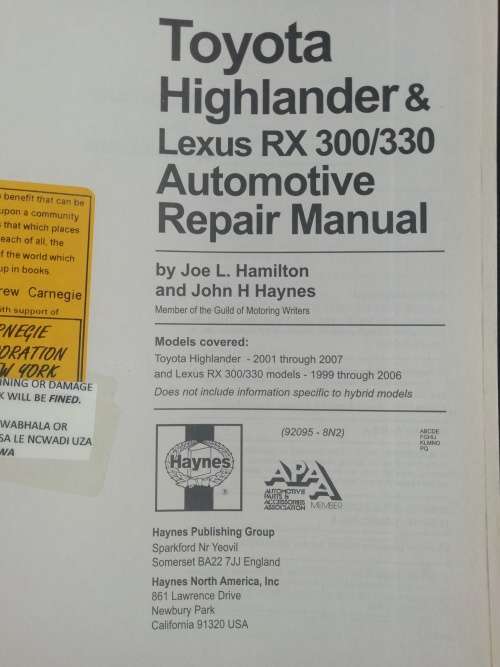 Toyota
Highlander &
Lexus RX 300/330
Automotive
Repair Manual
by Joe L. Hamilton
and John H Haynes
Member of the Guild of Motoring Writers
Models covered:
Toyota Highlander - 2001 through 2007
and Lexus RX 300/330 models - 1999 through 2006
Does not include information specific to hybrid models
(92095 - 8N2)
ABCDE
FGHIJ
KLMNO
PQ
Haynes
®
APAA
AUTOMOTIVE
PARTS &
ACCESSORIES
ASSOCIATION
MEMBER
Haynes Publishing Group
Sparkford Nr Yeovil
Somerset BA22 7JJ England
Haynes North America, Inc
861 Lawrence Drive
Newbury Park
California 91320 USA
benefit that can be
upon a community
that which places
each of all, the
of the world which
up in books.
rew Carnegie
ith support of
RNEGIE
ORATION
W YORK
NING OR DAMAGE
K WILL BE FINED.
WABHALA OR
SA LE NCWADI UZA
WA